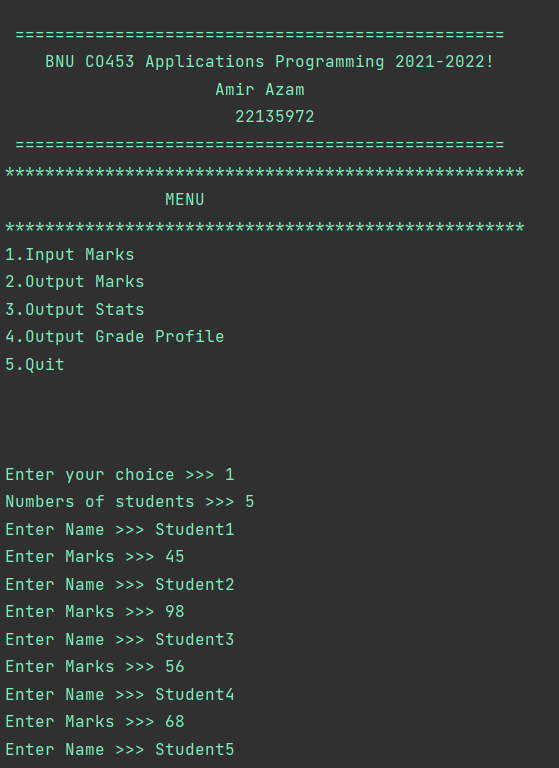 =================================================
BNU CO453 Applications Programming 2021-2022!
Amir Azam
22135972
=================================================
****************************************************
MENU
****************************************************
1.Input Marks
2.Output Marks
3.Output Stats
4.Output Grade Profile
5.Quit
Enter your choice >>> 1
Numbers of students >>> 5
Enter Name >>> Student1
Enter Marks >>> 45
Enter Name >>> Student2
Enter Marks >>> 98
Enter Name >>> Student3
Enter Marks >>> 56
Enter Name >>> Student4
Enter Marks >>> 68
Enter Name >>> Student5